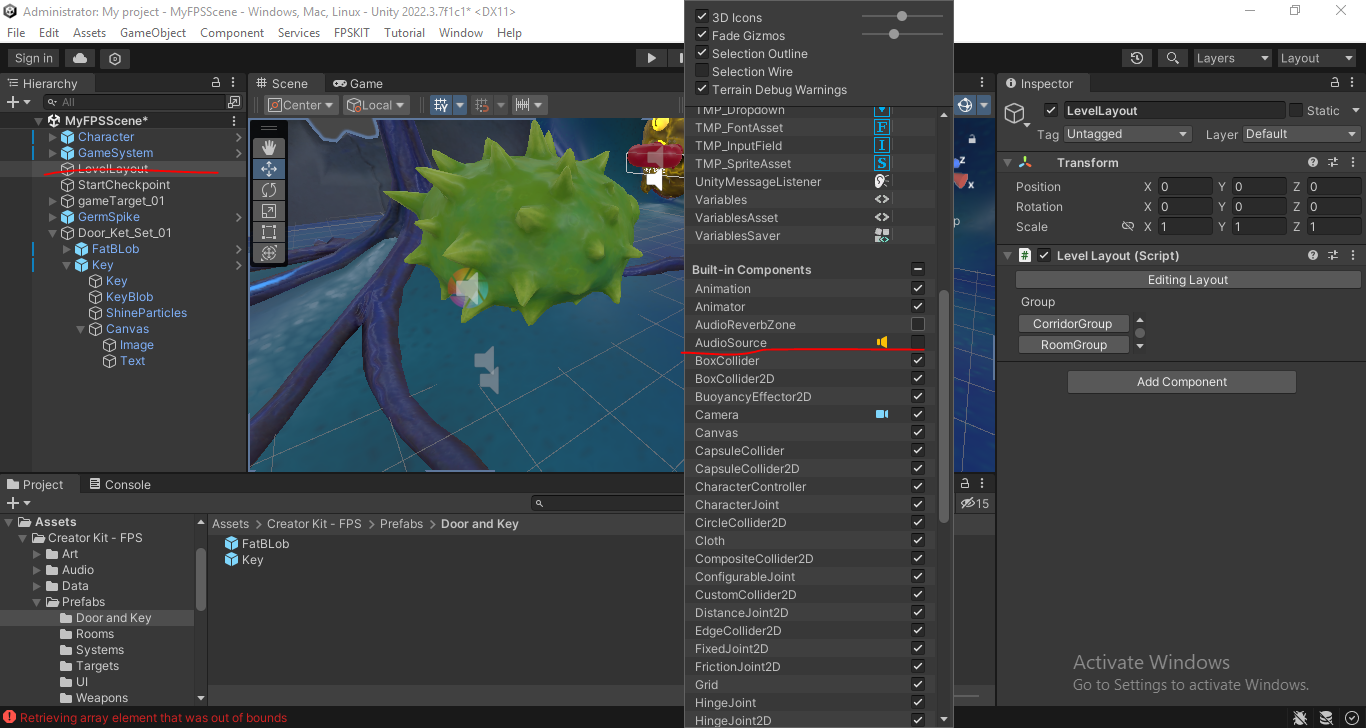 Administrator: My project - MyFPSScene - Windows, Mac, Linux - Unity 2022.3.7f1c1* <DX11>
File Edit Assets GameObject Component Services FPSKIT Tutorial Window Help
Sign in
Layers Layout
Hierarchy
All
MyFPSScene*
Character
GameSystem
LevelLayout
StartCheckpoint
gameTarget_01
GermSpike
Door_Ket_Set_01
FatBLob
Key
Key
KeyBlob
ShineParticles
Canvas
Image
Text
Scene Game
Center Local
3D Icons
Fade Gizmos
Selection Outline
Selection Wire
Terrain Debug Warnings
TMP_Dropdown
TMP_FontAsset F
TMP_InputField I
TMP_SpriteAsset S
UnityMessageListener
Variables <>
VariablesAsset <>
VariablesSaver
Built-in Components
Animation
Animator
AudioReverbZone
AudioSource
BoxCollider
BoxCollider2D
BuoyancyEffector2D
Camera
Canvas
CapsuleCollider
CapsuleCollider2D
CharacterController
CharacterJoint
CircleCollider2D
Cloth
CompositeCollider2D
ConfigurableJoint
CustomCollider2D
DistanceJoint2D
EdgeCollider2D
FixedJoint2D
FrictionJoint2D
Grid
HingeJoint
HingeJoint2D
z
x
p
15
Inspector
LevelLayout Static
Tag Untagged Layer Default
Transform
Position X 0 Y 0 Z 0
Rotation X 0 Y 0 Z 0
Scale X 1 Y 1 Z 1
# Level Layout (Script)
Editing Layout
Group
CorridorGroup
RoomGroup
Add Component
Project Console
Assets
Creator Kit - FPS
Art
Audio
Data
Prefabs
Door and Key
Rooms
Systems
Targets
UI
Weapons
Assets > Creator Kit - FPS > Prefabs > Door and Key
FatBLob
Key
Activate Windows
Go to Settings to activate Windows.
Retrieving array element that was out of bounds